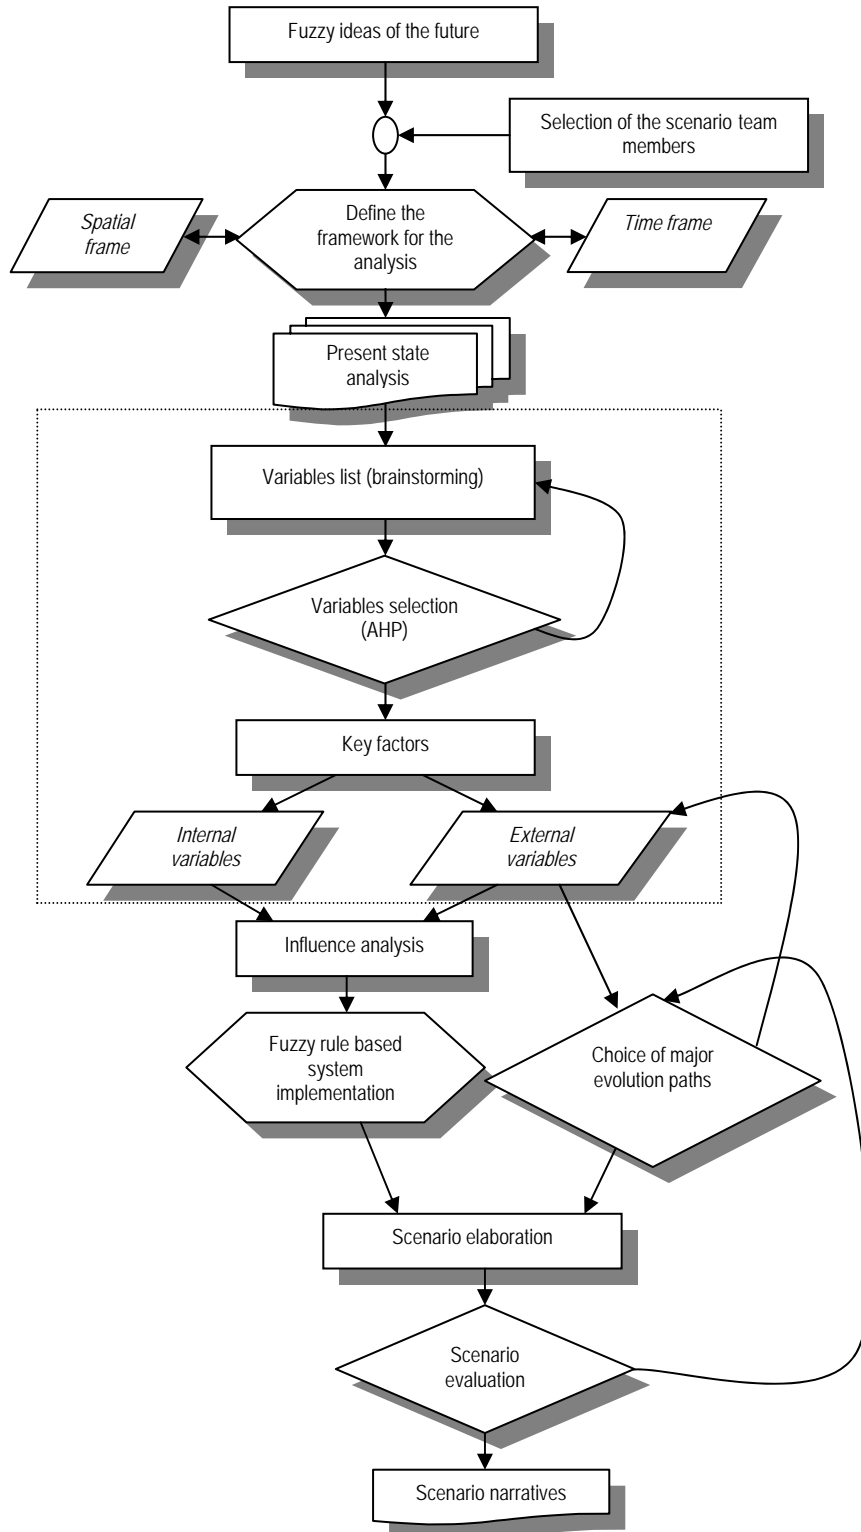 Fuzzy ideas of the future
Selection of the scenario team
members
Spatial
frame
Define the
framework for the
analysis
Time frame
Present state
analysis
Variables list (brainstorming)
Variables selection
(AHP)
Key factors
Internal
variables
External
variables
Influence analysis
Fuzzy rule based
system
implementation
Choice of major
evolution paths
Scenario elaboration
Scenario
evaluation
Scenario narratives